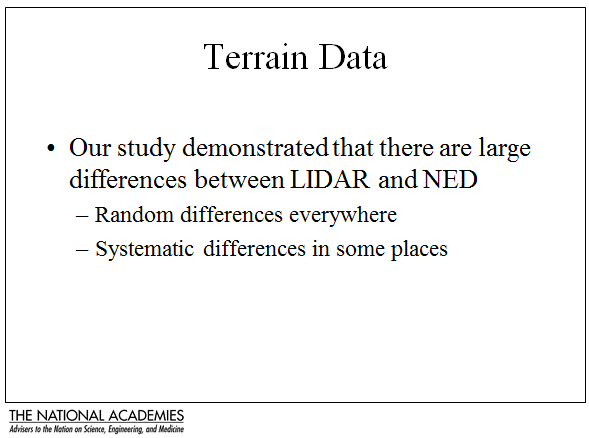 Terrain Data
• Our study demonstrated that there are large
differences between LIDAR and NED
– Random differences everywhere
– Systematic differences in some places
THE NATIONAL ACADEMIES
Advisers to the Nation on Science, Engineering, and Medicine